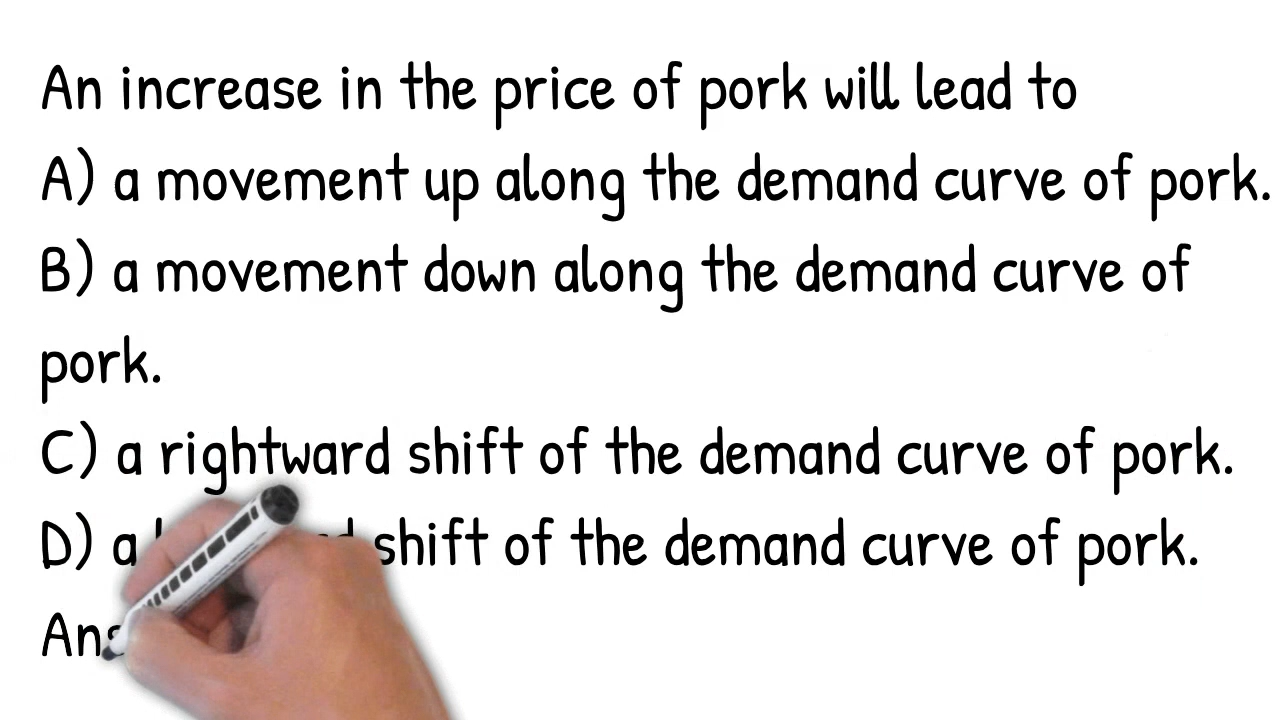 An increase in the price of pork will lead to
A) a movement up along the demand curve of pork.
B) a movement down along the demand curve of
pork.
C) a rightward shift of the demand curve of pork.
D) a shift of the demand curve of pork.